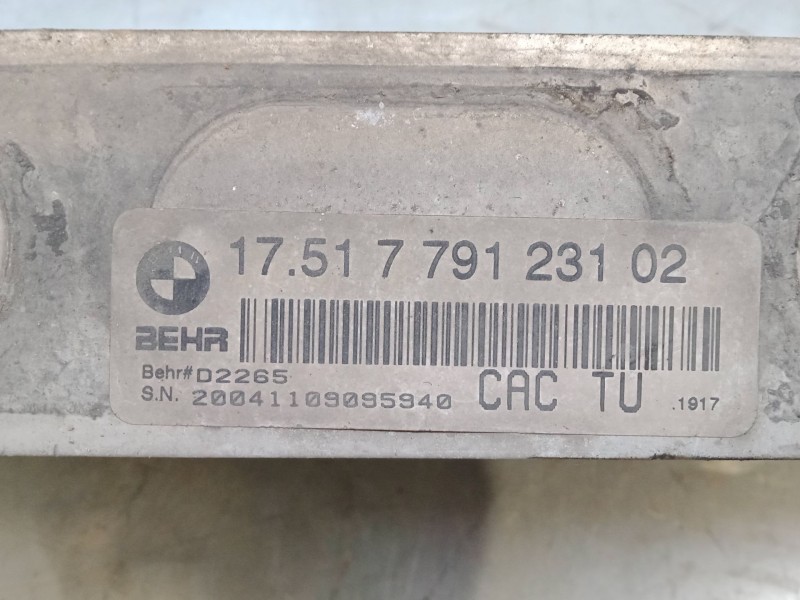 17.51 7 791 231 02
BEHR
Behr# D2265
S.N. 20041109095940
CAC TU
.1917